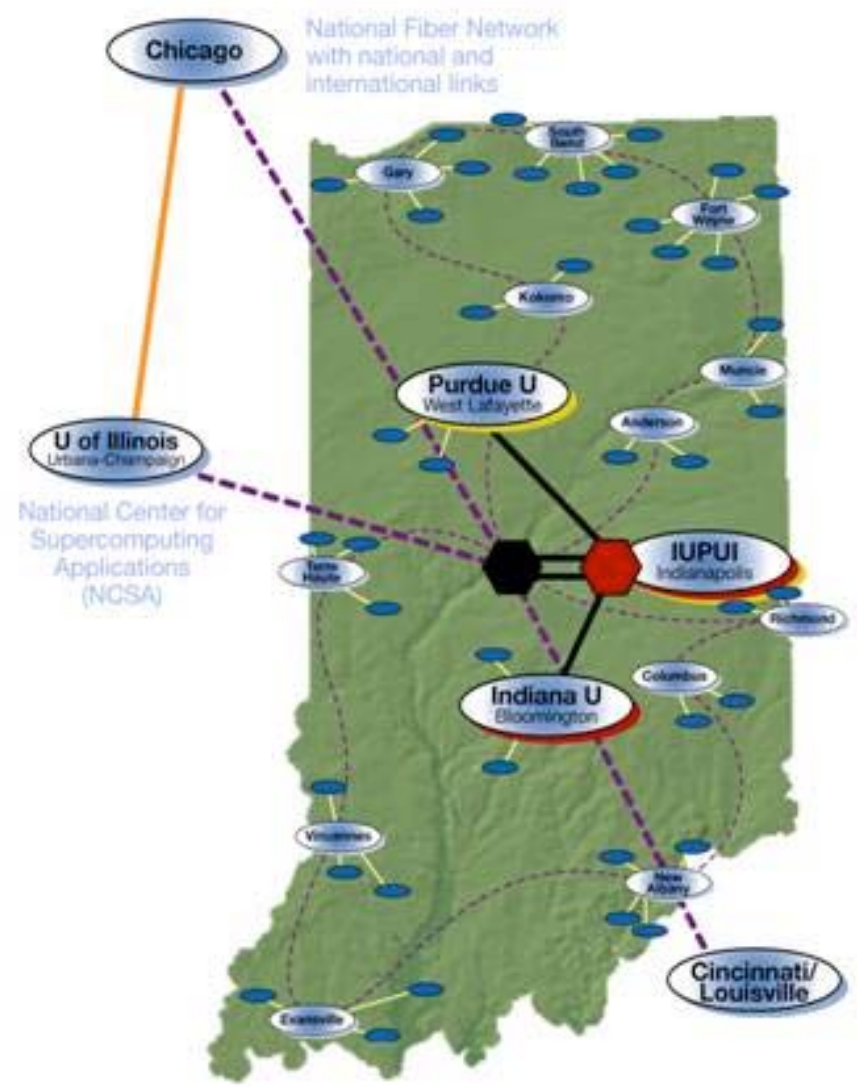 Chicago
National Fiber Network
with national and
international links
South
Bend
Gary
Fort
Wayne
Kokomo
Muncie
Purdue U
West Lafayette
Anderson
U of Illinois
Urbana-Champaign
National Center for
Supercomputing
Applications
(NCSA)
IUPUI
Indianapolis
Terre
Haute
Richmond
Columbus
Indiana U
Bloomington
Vincennes
New
Albany
Cincinnati/
Louisville
Evansville